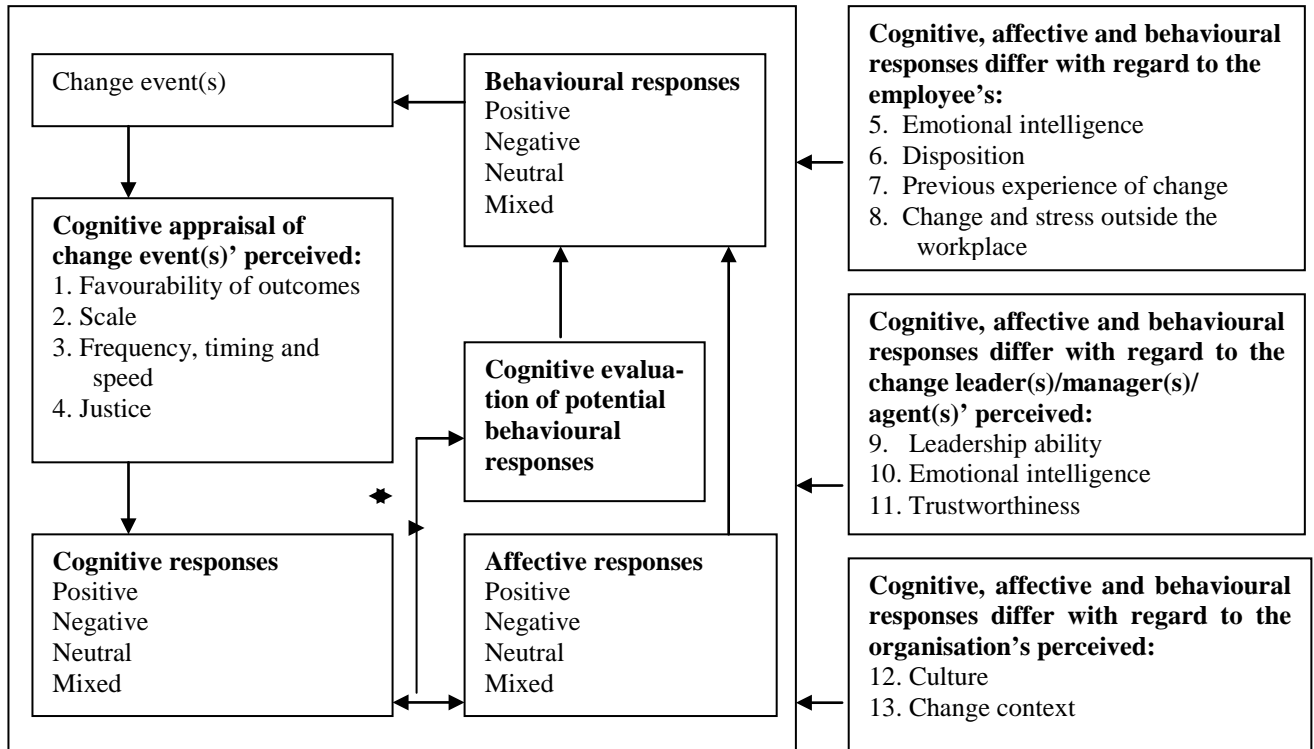 Change event(s)
Cognitive appraisal of
change event(s)’ perceived:
1. Favourability of outcomes
2. Scale
3. Frequency, timing and
speed
4. Justice
Cognitive responses
Positive
Negative
Neutral
Mixed
Behavioural responses
Positive
Negative
Neutral
Mixed
Cognitive evalua-
tion of potential
behavioural
responses
Affective responses
Positive
Negative
Neutral
Mixed
Cognitive, affective and behavioural
responses differ with regard to the
employee’s:
5. Emotional intelligence
6. Disposition
7. Previous experience of change
8. Change and stress outside the
workplace
Cognitive, affective and behavioural
responses differ with regard to the
change leader(s)/manager(s)/
agent(s)’ perceived:
9. Leadership ability
10. Emotional intelligence
11. Trustworthiness
Cognitive, affective and behavioural
responses differ with regard to the
organisation’s perceived:
12. Culture
13. Change context